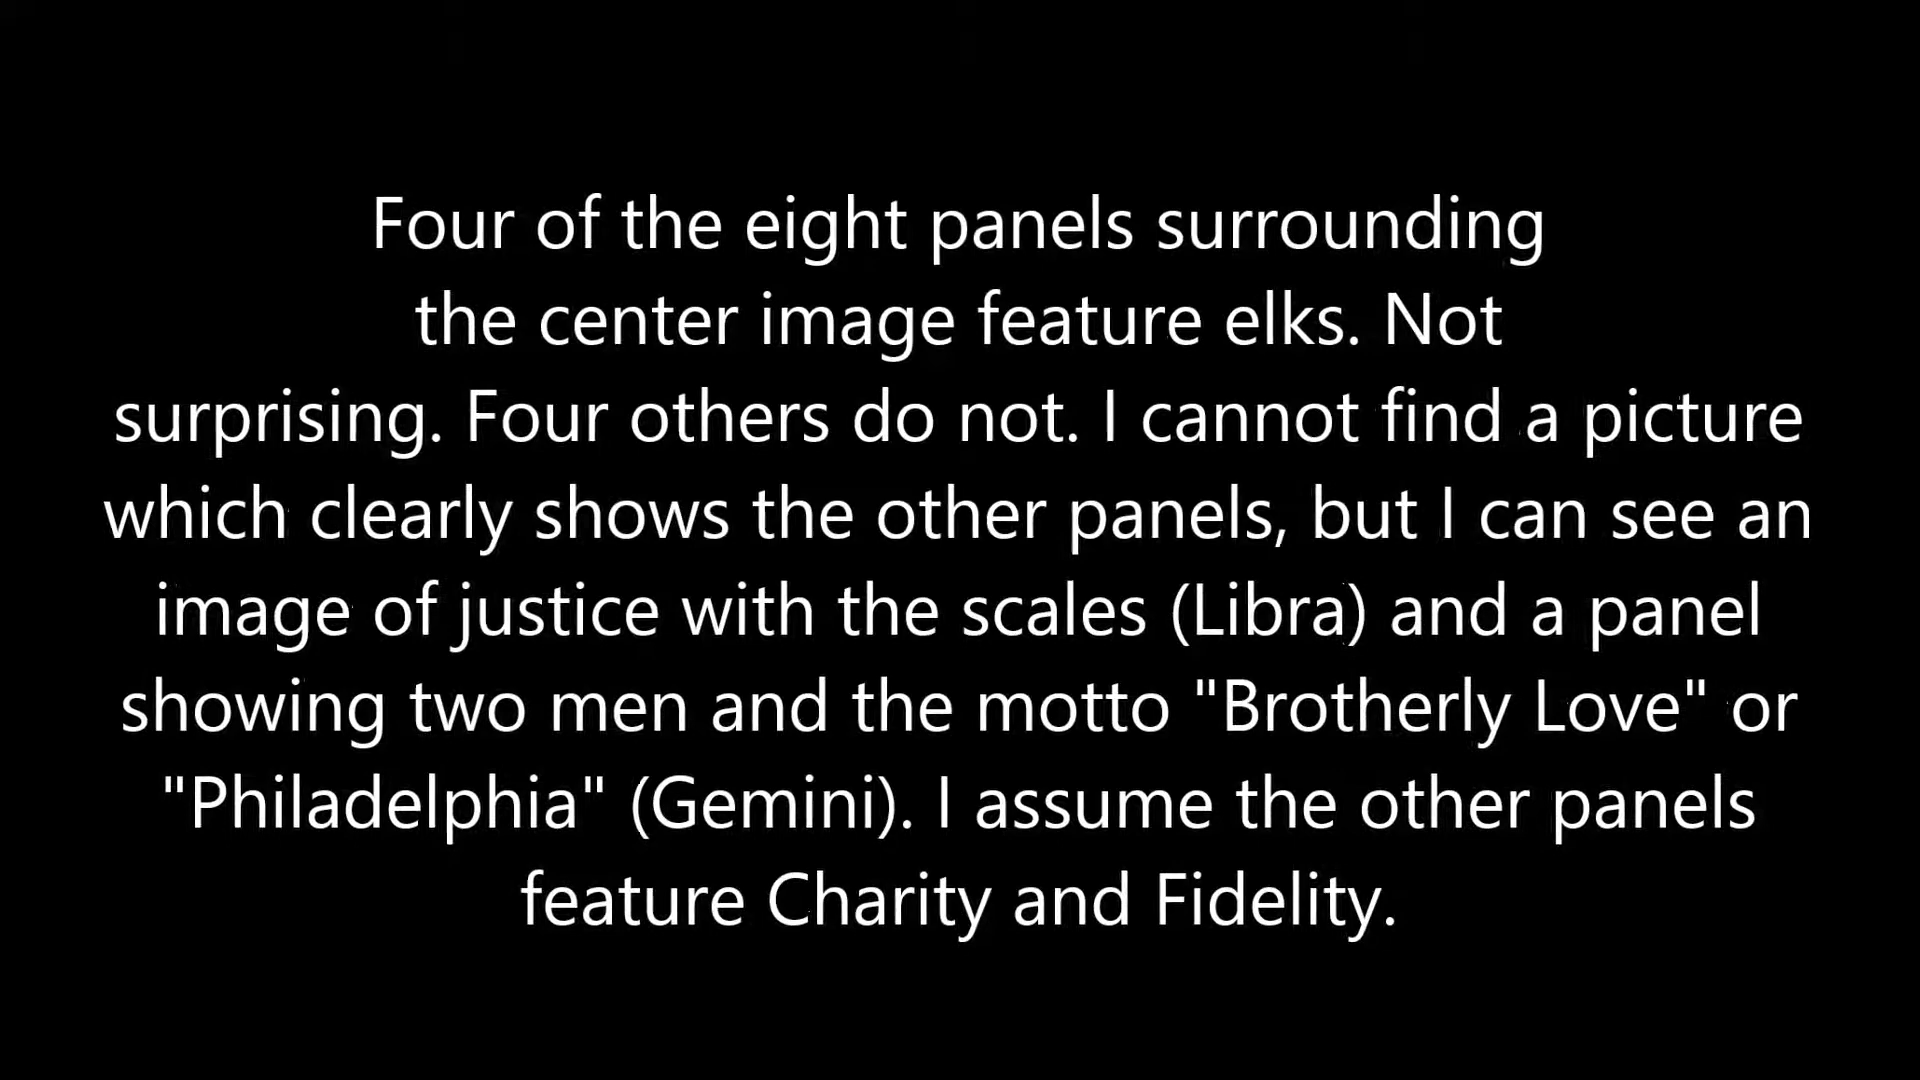 Four of the eight panels surrounding
the center image feature elks. Not
surprising. Four others do not. I cannot find a picture
which clearly shows the other panels, but I can see an
image of justice with the scales (Libra) and a panel
showing two men and the motto "Brotherly Love" or
"Philadelphia" (Gemini). I assume the other panels
feature Charity and Fidelity.